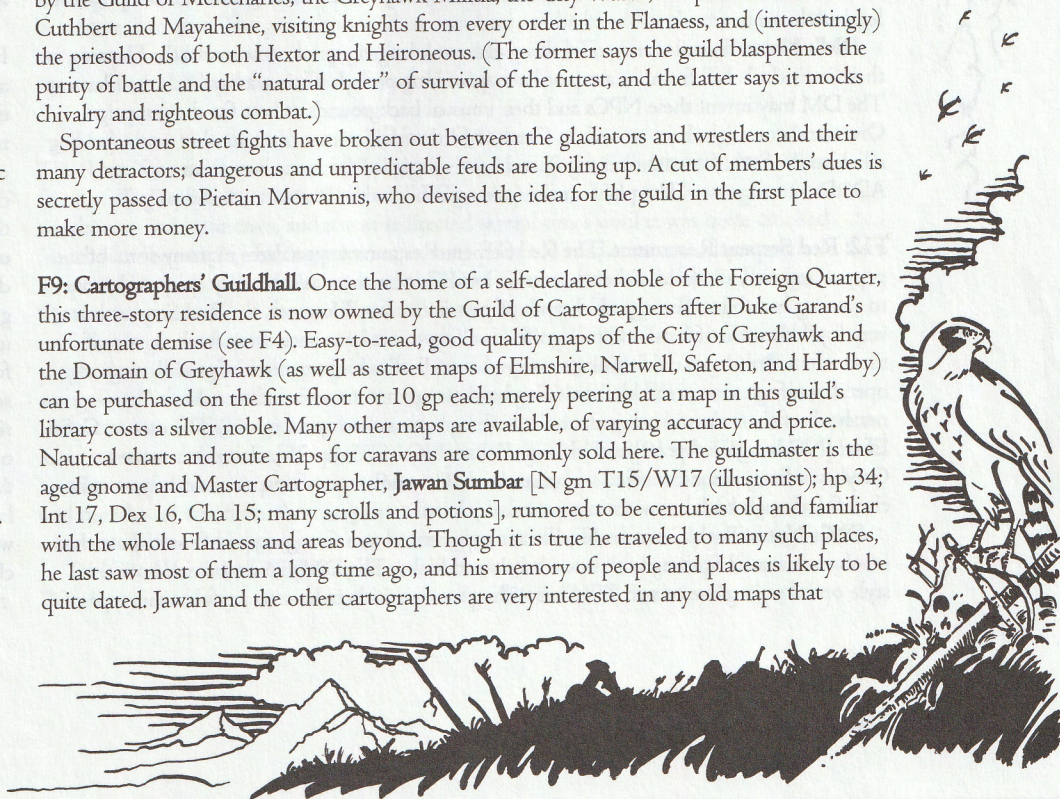 by the Guild of Mercenaries, the Greyhawk Militia, the City Watch,
Cuthbert and Mayaheine, visiting knights from every order in the Flanaess, and (interestingly)
the priesthoods of both Hextor and Heironeous. (The former says the guild blasphemes the
purity of battle and the “natural order” of survival of the fittest, and the latter says it mocks
chivalry and righteous combat.)
Spontaneous street fights have broken out between the gladiators and wrestlers and their
many detractors; dangerous and unpredictable feuds are boiling up. A cut of members’ dues is
secretly passed to Pietain Morvannis, who devised the idea for the guild in the first place to
make more money.
F9: Cartographers’ Guildhall. Once the home of a self-declared noble of the Foreign Quarter,
this three-story residence is now owned by the Guild of Cartographers after Duke Garand’s
unfortunate demise (see F4). Easy-to-read, good quality maps of the City of Greyhawk and
the Domain of Greyhawk (as well as street maps of Elmshire, Narwell, Safeton, and Hardby)
can be purchased on the first floor for 10 gp each; merely peering at a map in this guild’s
library costs a silver noble. Many other maps are available, of varying accuracy and price.
Nautical charts and route maps for caravans are commonly sold here. The guildmaster is the
aged gnome and Master Cartographer, Jawan Sumbar [N gm T15/W17 (illusionist); hp 34;
Int 17, Dex 16, Cha 15; many scrolls and potions], rumored to be centuries old and familiar
with the whole Flanaess and areas beyond. Though it is true he traveled to many such places,
he last saw most of them a long time ago, and his memory of people and places is likely to be
quite dated. Jawan and the other cartographers are very interested in any old maps that